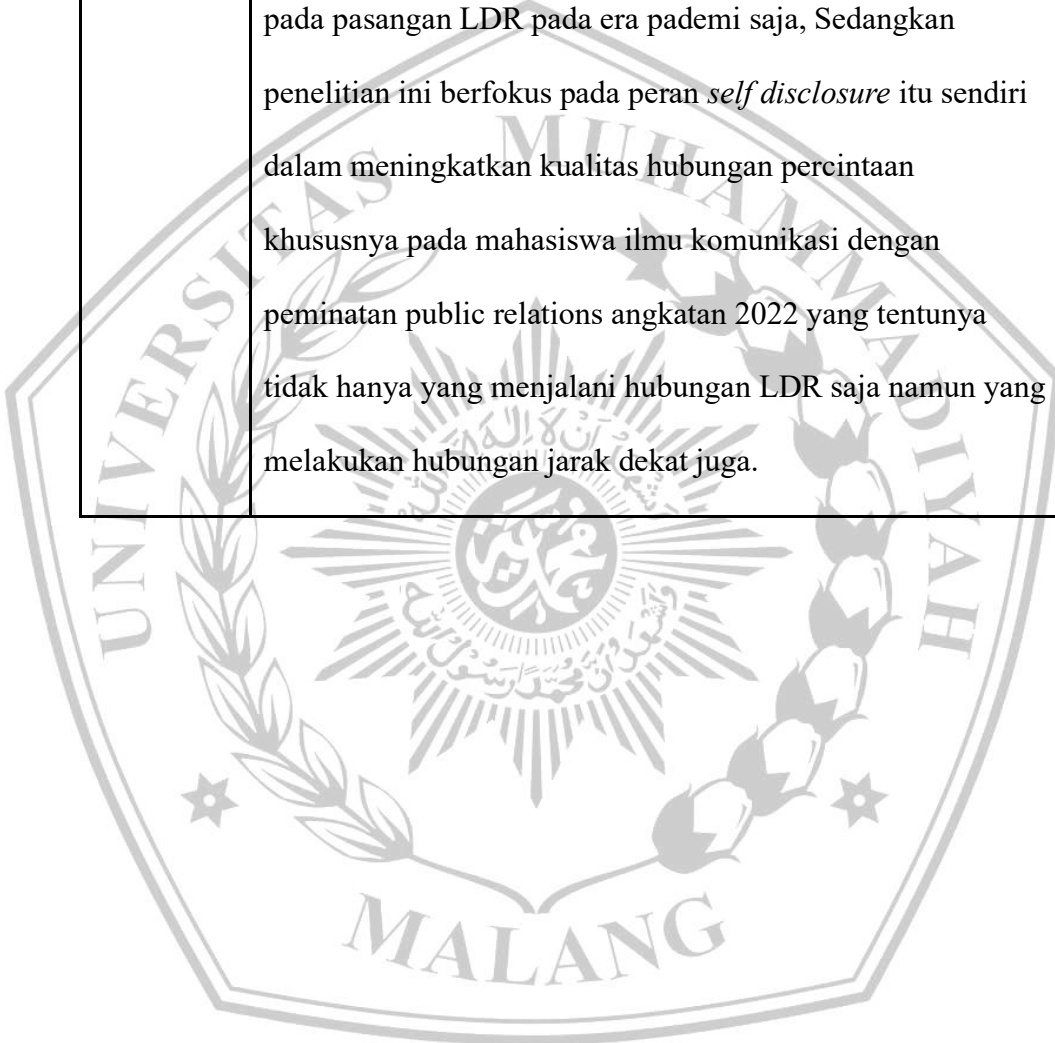 pada pasangan LDR pada era pademi saja, Sedangkan
penelitian ini berfokus pada peran self disclosure itu sendiri
dalam meningkatkan kualitas hubungan percintaan
khususnya pada mahasiswa ilmu komunikasi dengan
peminatan public relations angkatan 2022 yang tentunya
tidak hanya yang menjalani hubungan LDR saja namun yang
melakukan hubungan jarak dekat juga.
UNIVERSITAS MUHAMMADIYAH
MALANG